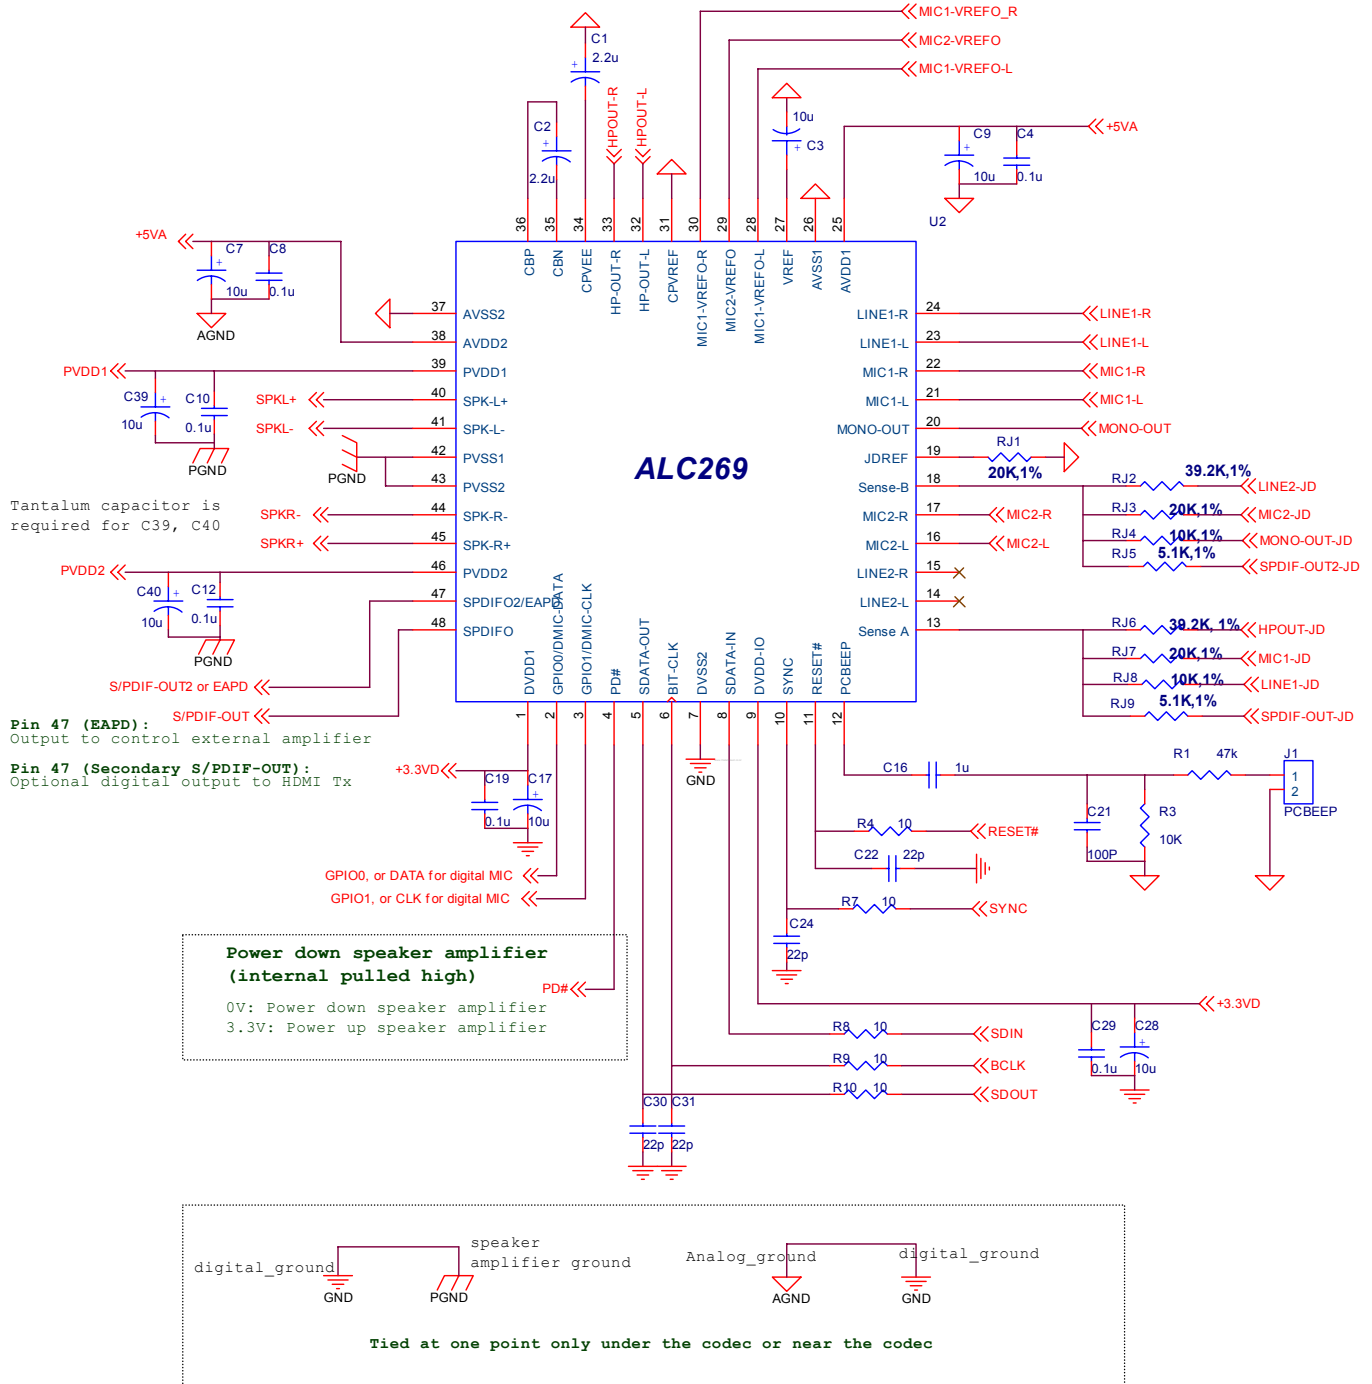 MIC1-VREFO_R
MIC2-VREFO
MIC1-VREFO-L
C1
2.2u
+
HPOUT-R
HPOUT-L
C2
+
2.2u
10u
C3
+
+5VA
C9
C4
+
10u
0.1u
U2
36
35
34
33
32
31
30
29
28
27
26
25
CBP
CBN
CPVEE
HP-OUT-R
HP-OUT-L
CPVREF
MIC1-VREFO-R
MIC2-VREFO
MIC1-VREFO-L
VREF
AVSS1
AVDD1
+5VA
C7
C8
+
10u
0.1u
AGND
37 AVSS2
38 AVDD2
PVDD1 39 PVDD1
C39 + C10
10u 0.1u
PGND
SPKL+ 40 SPK-L+
SPKL- 41 SPK-L-
42 PVSS1
PGND 43 PVSS2
SPKR- 44 SPK-R-
SPKR+ 45 SPK-R+
PVDD2 46 PVDD2
C40 + C12
10u 0.1u
PGND
47 SPDIFO2/EAPD
48 SPDIFO
Tantalum capacitor is
required for C39, C40
S/PDIF-OUT2 or EAPD
S/PDIF-OUT
Pin 47 (EAPD):
Output to control external amplifier
Pin 47 (Secondary S/PDIF-OUT):
Optional digital output to HDMI Tx
ALC269
LINE1-R 24 LINE1-R
LINE1-L 23 LINE1-L
MIC1-R 22 MIC1-R
MIC1-L 21 MIC1-L
MONO-OUT 20 MONO-OUT
JDREF 19 RJ1
20K,1%
Sense-B 18
MIC2-R 17 MIC2-R
MIC2-L 16 MIC2-L
LINE2-R 15
LINE2-L 14
Sense A 13
RJ2 39.2K,1% LINE2-JD
RJ3 20K,1% MIC2-JD
RJ4 10K,1% MONO-OUT-JD
RJ5 5.1K,1% SPDIF-OUT2-JD
RJ6 39.2K, 1% HPOUT-JD
RJ7 20K,1% MIC1-JD
RJ8 10K,1% LINE1-JD
RJ9 5.1K,1% SPDIF-OUT-JD
DVDD1
GPIO0/DMIC-DATA
GPIO1/DMIC-CLK
PD#
SDATA-OUT
BIT-CLK
DVSS2
SDATA-IN
DVDD-IO
SYNC
RESET#
PCBEEP
1
2
3
4
5
6
7
8
9
10
11
12
GND
+3.3VD
C19 C17
+
0.1u 10u
GPIO0, or DATA for digital MIC
GPIO1, or CLK for digital MIC
C16 1u
R1 47k
J1
1
2
PCBEEP
C21
100P
R3
10K
R4 10 RESET#
C22 22p
R7 10 SYNC
C24
22p
Power down speaker amplifier
(internal pulled high)
0V: Power down speaker amplifier
3.3V: Power up speaker amplifier
PD#
+3.3VD
C29 C28
+
0.1u 10u
R8 10 SDIN
R9 10 BCLK
R10 10 SDOUT
C30 C31
22p 22p
digital_ground
GND
speaker
amplifier ground
PGND
Analog_ground
AGND
digital_ground
GND
Tied at one point only under the codec or near the codec